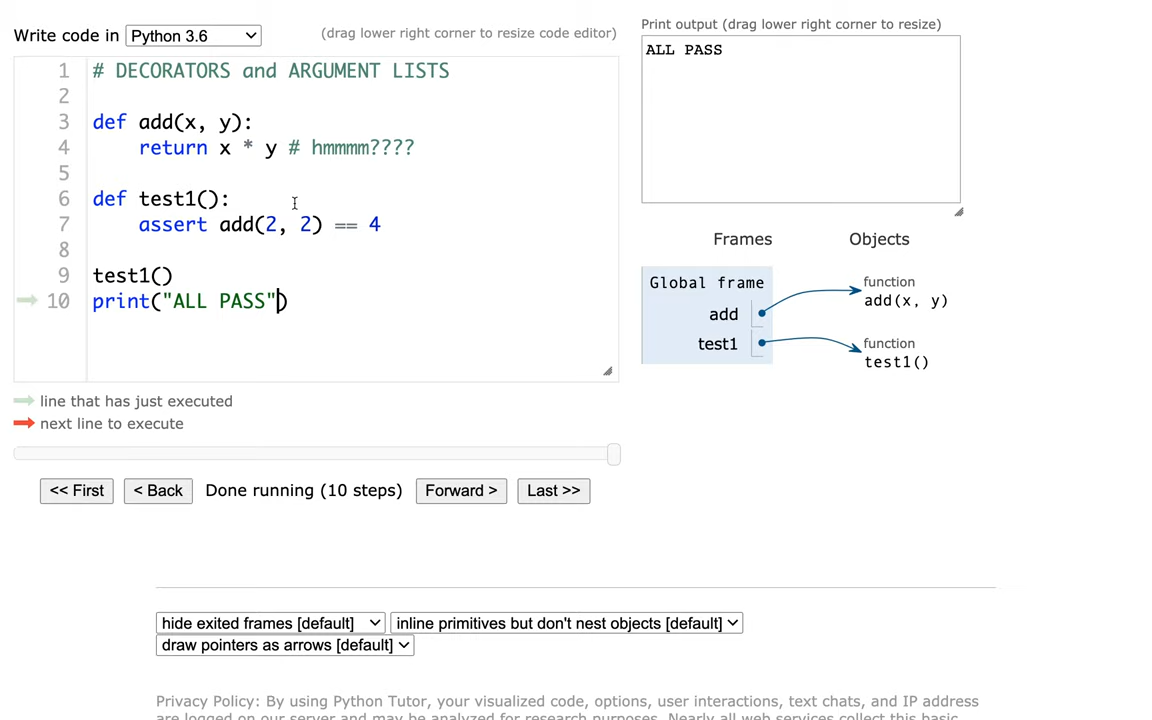 Write code in Python 3.6
(drag lower right corner to resize code editor)
1 # DECORATORS and ARGUMENT LISTS
2
3 def add(x, y):
4 return x * y # hmmmm????
5
6 def test1():
7 assert add(2, 2) == 4
8
9 test1()
10 print("ALL PASS")
line that has just executed
next line to execute
<< First < Back Done running (10 steps) Forward > Last >>
Print output (drag lower right corner to resize)
ALL PASS
Frames Objects
Global frame
add
test1
function
add(x, y)
function
test1()
hide exited frames [default] inline primitives but don't nest objects [default]
draw pointers as arrows [default]
Privacy Policy: By using Python Tutor, your visualized code, options, user interactions, text chats, and IP address
are logged on our server and may be analyzed for research purposes. Nearly all web services collect this basic